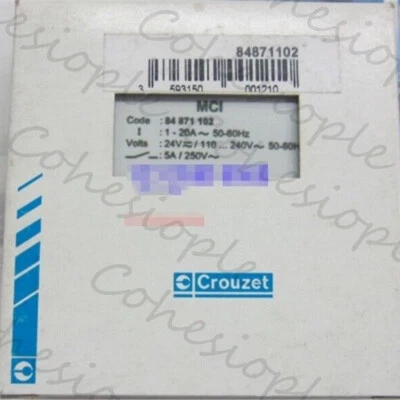 84871102
3 593150 001210
MCI
Code : 84 871 102
I : 1 - 20A ~ 50-60Hz
Volts : 24V≂ / 110 ... 240V~ 50-60H
: 5A / 250V~
Crouzet
Cohesiople
Cohesiople
Cohesiople
Cohesiople